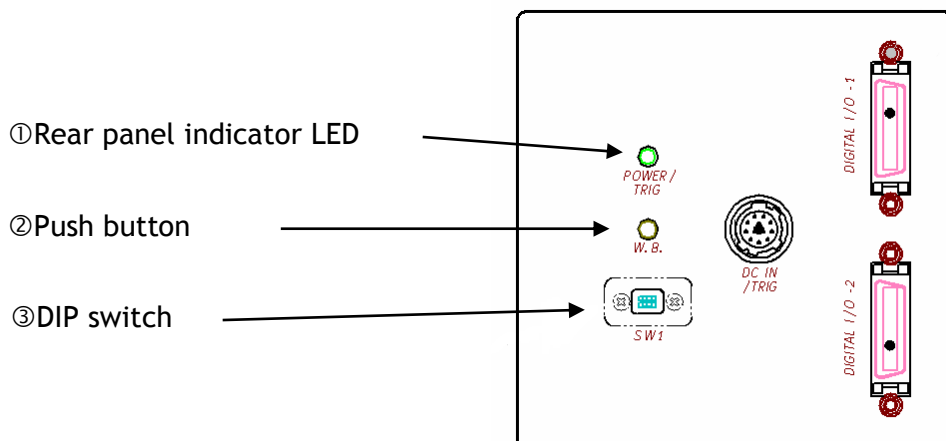 ①Rear panel indicator LED
②Push button
③DIP switch
POWER /
TRIG
W. B.
SW1
DC IN
/TRIG
DIGITAL I/O -1
DIGITAL I/O -2